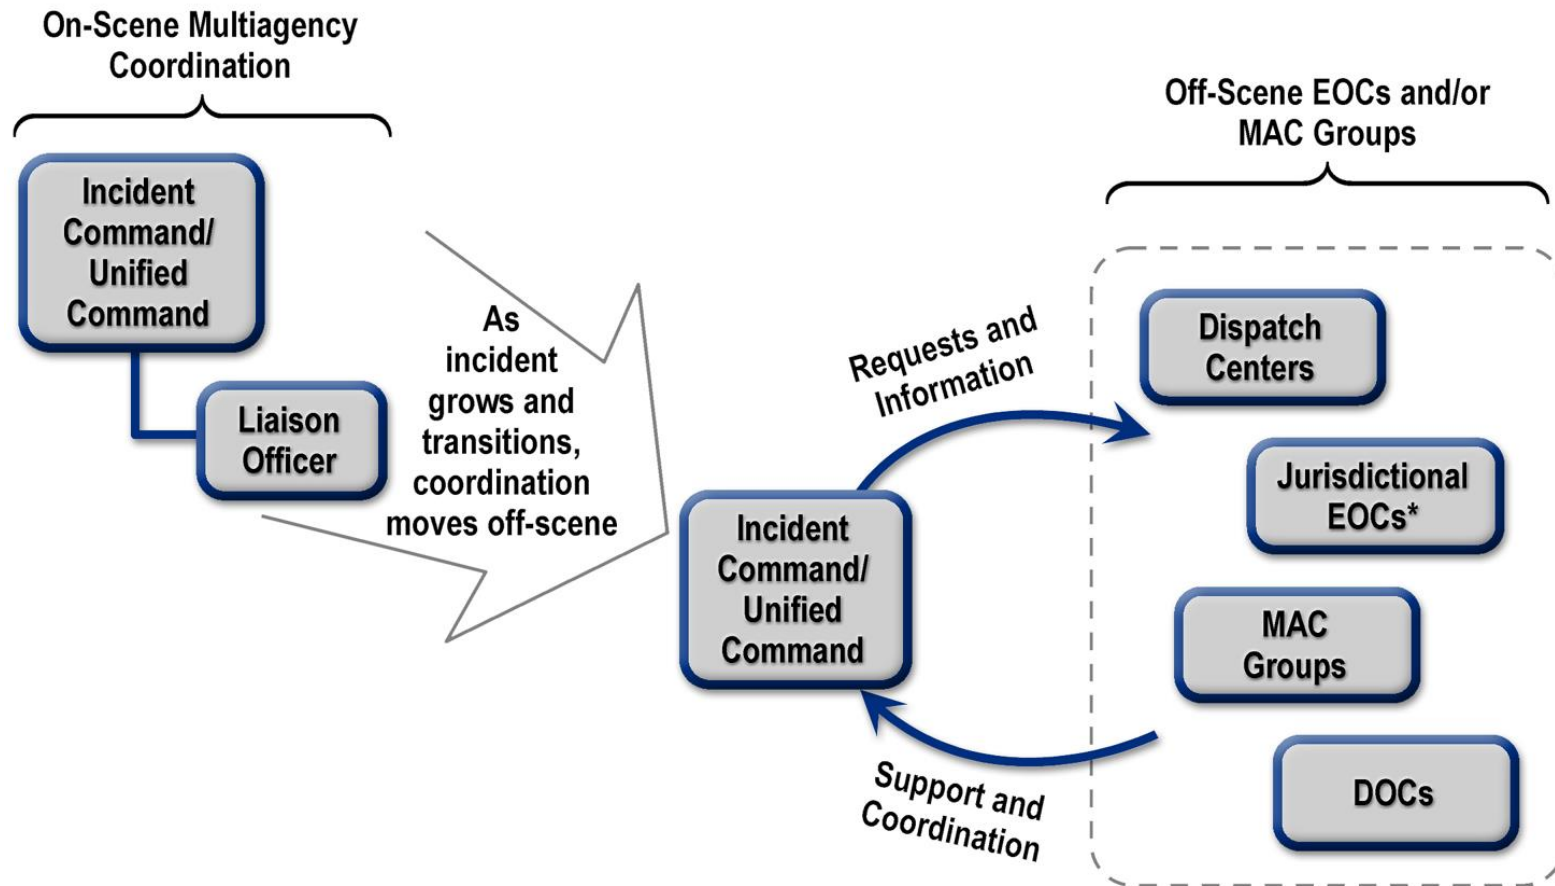 On-Scene Multiagency
Coordination
Incident
Command/
Unified
Command
Liaison
Officer
As
incident
grows and
transitions,
coordination
moves off-scene
Incident
Command/
Unified
Command
Requests and
Information
Support and
Coordination
Off-Scene EOCs and/or
MAC Groups
Dispatch
Centers
Jurisdictional
EOCs*
MAC
Groups
DOCs